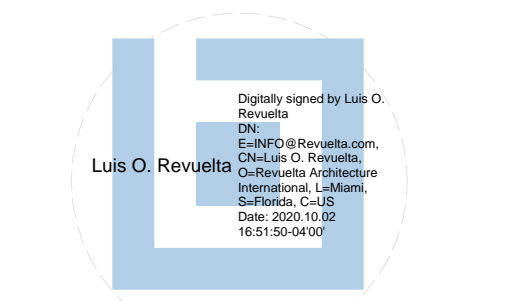 Luis O. Revuelta
Digitally signed by Luis O.
Revuelta
DN:
E=INFO@Revuelta.com,
CN=Luis O. Revuelta,
O=Revuelta Architecture
International, L=Miami,
S=Florida, C=US
Date: 2020.10.02
16:51:50-04'00'